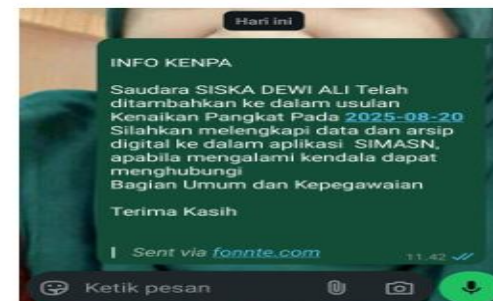 Hari ini
INFO KENPA
Saudara SISKA DEWI ALI Telah
ditambahkan ke dalam usulan
Kenaikan Pangkat Pada 2025-08-20
Silahkan melengkapi data dan arsip
digital ke dalam aplikasi SIMASN,
apabila mengalami kendala dapat
menghubungi
Bagian Umum dan Kepegawaian
Terima Kasih
Sent via fonnte.com
11.42
Ketik pesan